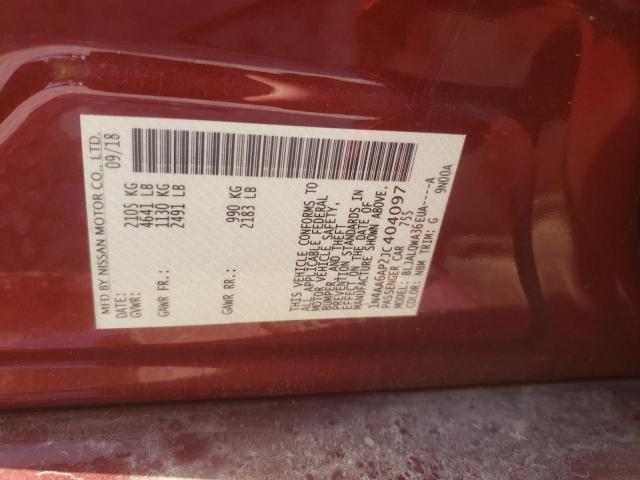 MFD BY NISSAN MOTOR CO., LTD.
DATE: 09/18
GVWR: 2105 KG
4641 LB
GAWR FR.: 1130 KG
2491 LB
GAWR RR.: 990 KG
2183 LB
THIS VEHICLE CONFORMS TO
ALL APPLICABLE FEDERAL
MOTOR VEHICLE SAFETY,
BUMPER, AND THEFT
PREVENTION STANDARDS IN
EFFECT ON THE DATE OF
MANUFACTURE SHOWN ABOVE.
1N4AA6AP2JC404097
PASSENGER CAR 755
MODEL: BTJALQWA36EUA----A
COLOR: NBM TRIM: G 9N00A